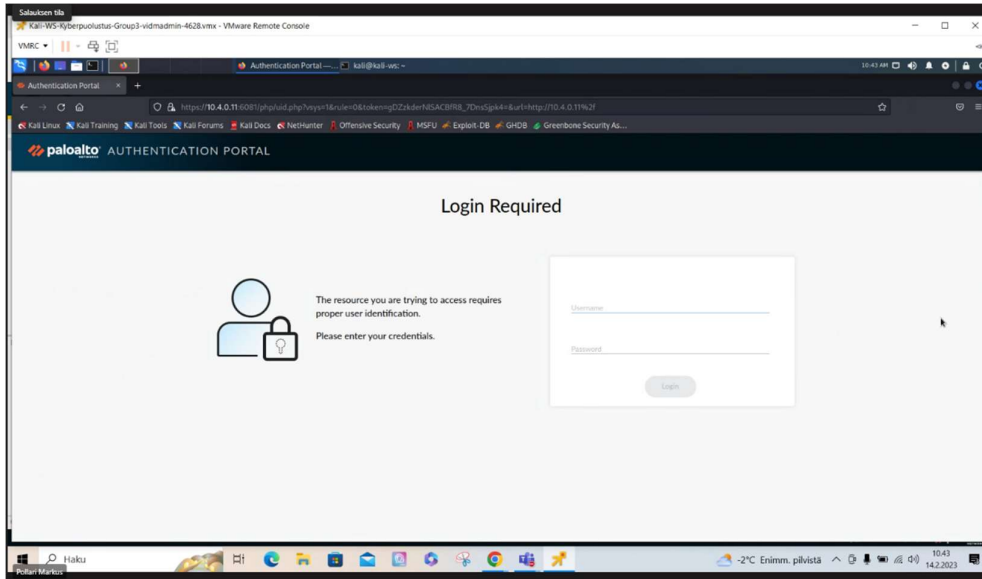 Salauksen tila
Kali-WS-Kyberpuolustus-Group3-vidmadmin-4628.vmx - VMware Remote Console
VMRC
Authentication Portal — ... kali@kali-ws: ~
10:43 AM
Authentication Portal
https://10.4.0.11:6081/php/uid.php?vsys=1&rule=0&token=
&url=http://10.4.0.11%2f
Kali Linux Kali Training Kali Tools Kali Forums Kali Docs NetHunter Offensive Security MSFU Exploit-DB GHDB Greenbone Security As...
paloalto AUTHENTICATION PORTAL
Login Required
The resource you are trying to access requires
proper user identification.
Please enter your credentials.
Username
Password
Login
Haku
-2°C Enimm. pilvistä
10.43
14.2.2023
Pollari Markus